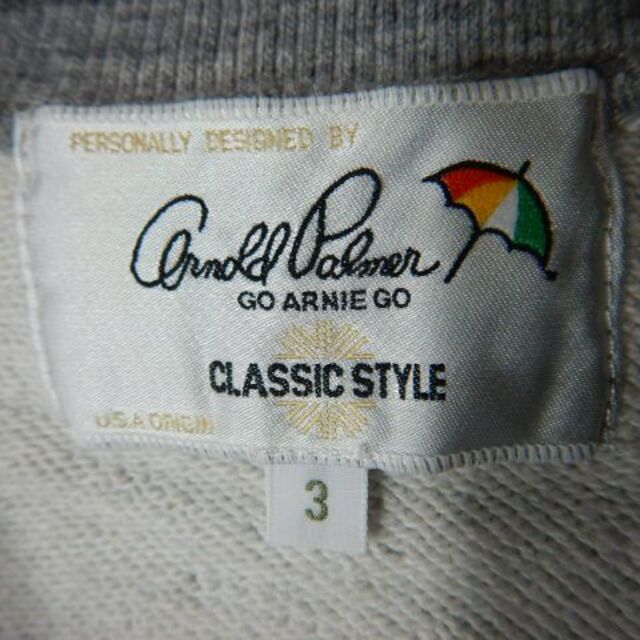 PERSONALLY DESIGNED BY
Arnold Palmer
GO ARNIE GO
CLASSIC STYLE
U.S.A ORIGIN
3